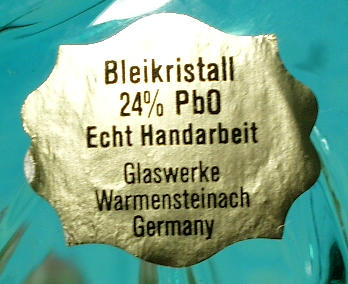 Bleikristall
24% PbO
Echt Handarbeit
Glaswerke
Warmensteinach
Germany